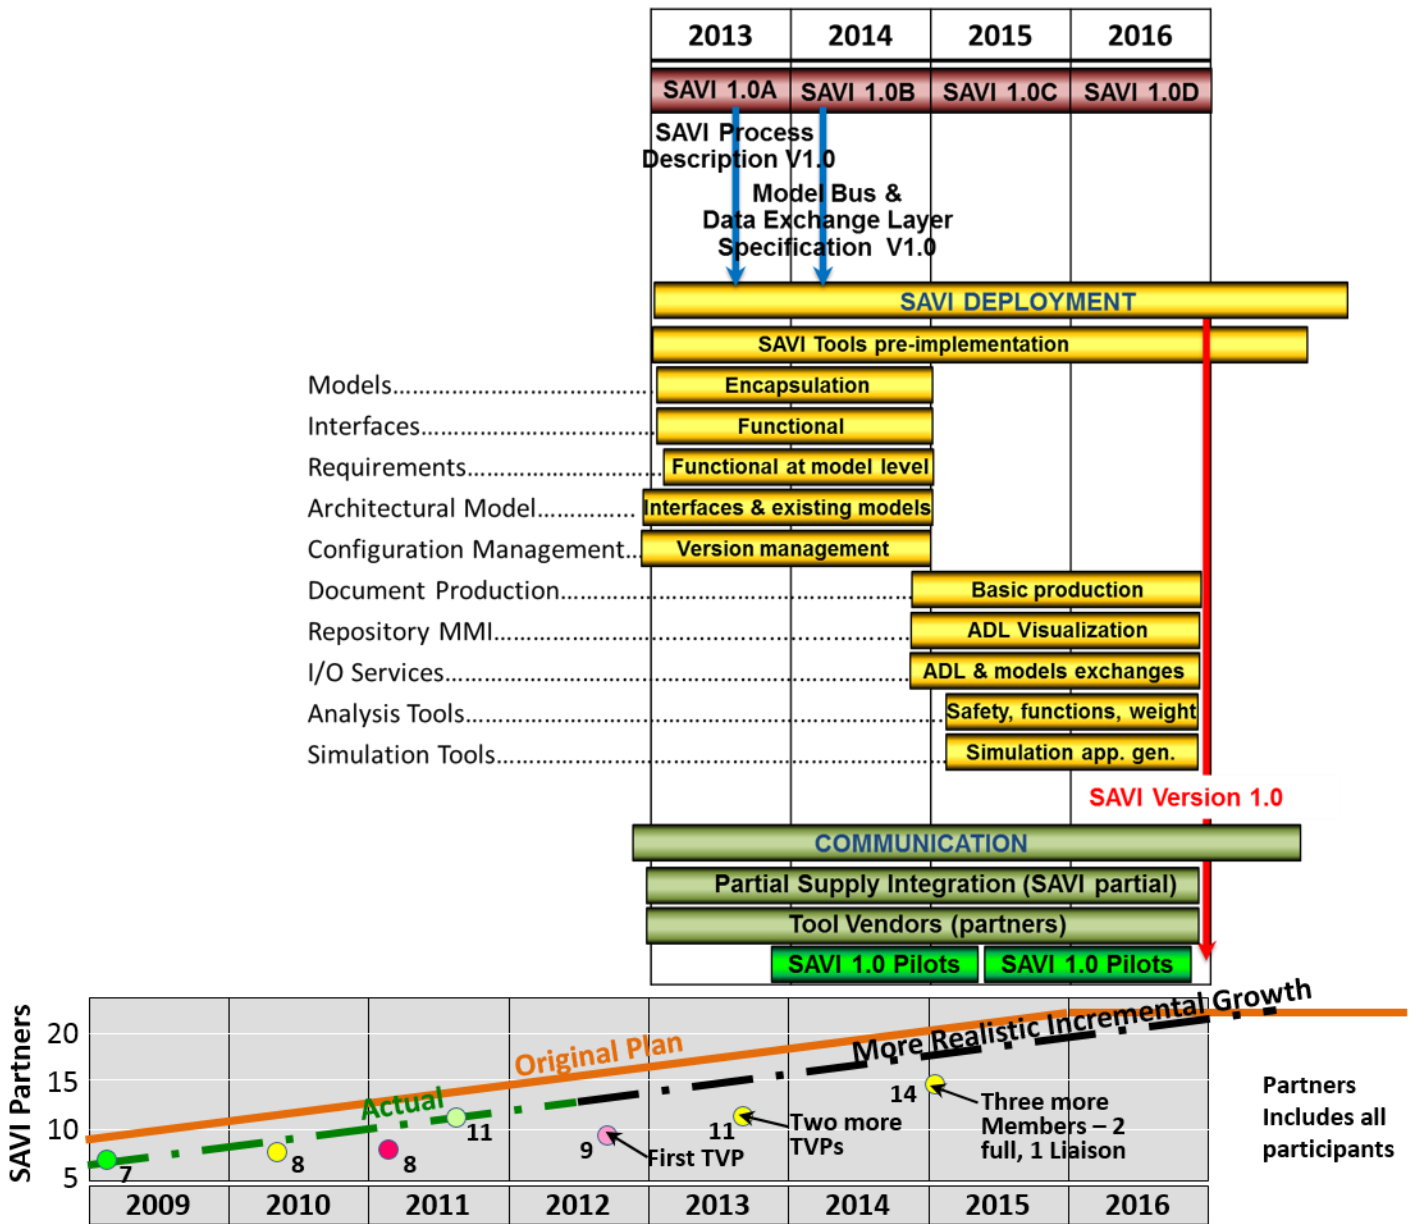 2013 2014 2015 2016
SAVI 1.0A SAVI 1.0B SAVI 1.0C SAVI 1.0D
SAVI Process
Description V1.0
Model Bus &
Data Exchange Layer
Specification V1.0
SAVI DEPLOYMENT
SAVI Tools pre-implementation
Models Encapsulation
Interfaces Functional
Requirements Functional at model level
Architectural Model Interfaces & existing models
Configuration Management Version management
Document Production Basic production
Repository MMI ADL Visualization
I/O Services ADL & models exchanges
Analysis Tools Safety, functions, weight
Simulation Tools Simulation app. gen.
SAVI Version 1.0
COMMUNICATION
Partial Supply Integration (SAVI partial)
Tool Vendors (partners)
SAVI 1.0 Pilots SAVI 1.0 Pilots
SAVI Partners
20
15
10
5
Original Plan
More Realistic Incremental Growth
Actual
7
8
8
11
9
First TVP
11
Two more
TVPs
14
Three more
Members – 2
full, 1 Liaison
Partners
Includes all
participants
2009 2010 2011 2012 2013 2014 2015 2016